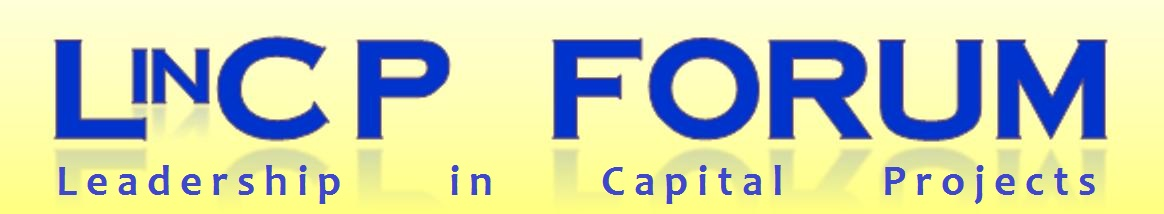 LINCP FORUM
Leadership in Capital Projects